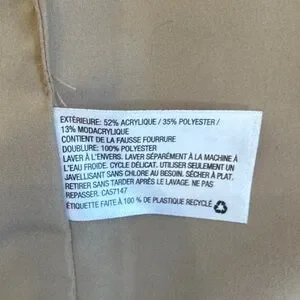 EXTÉRIEURE: 52% ACRYLIQUE / 35% POLYESTER /
13% MODACRYLIQUE
CONTIENT DE LA FAUSSE FOURRURE
DOUBLURE: 100% POLYESTER
LAVER À L'ENVERS. LAVER SÉPARÉMENT À LA MACHINE À
L'EAU FROIDE. CYCLE DÉLICAT. UTILISER SEULEMENT UN
JAVELLISANT SANS CHLORE AU BESOIN. SÉCHER À PLAT.
RETIRER SANS TARDER APRÈS LE LAVAGE. NE PAS
REPASSER. CA57147
ÉTIQUETTE FAITE À 100 % DE PLASTIQUE RECYCLÉ